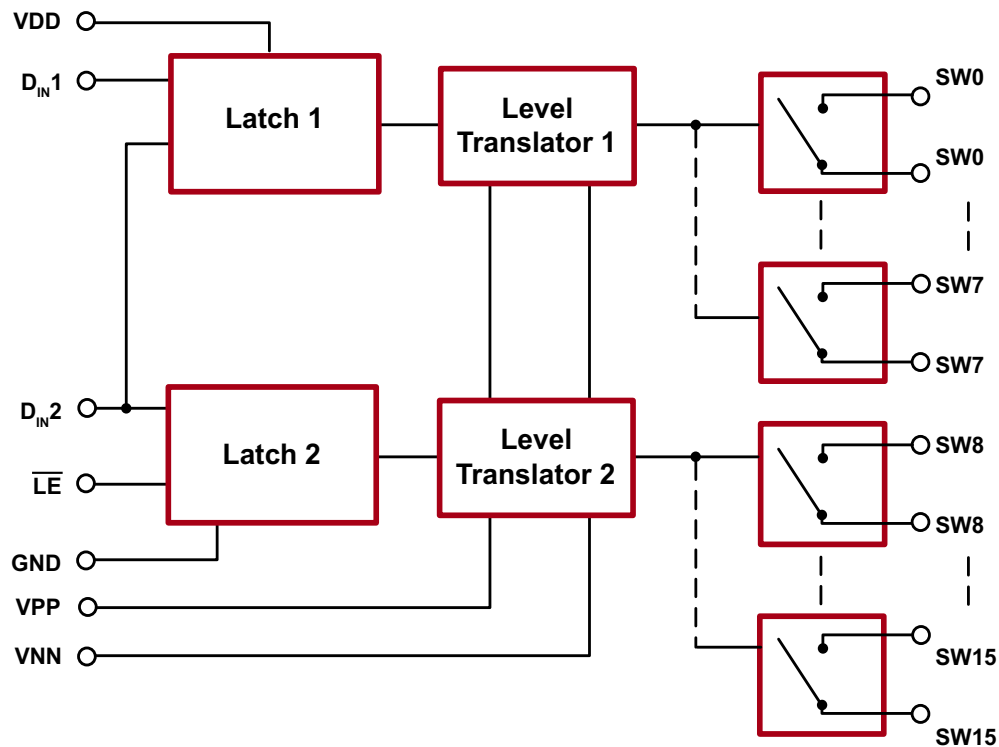 VDD
DIN1
Latch 1
Level
Translator 1
SW0
SW0
SW7
SW7
DIN2
Latch 2
Level
Translator 2
SW8
SW8
LE
GND
VPP
VNN
SW15
SW15